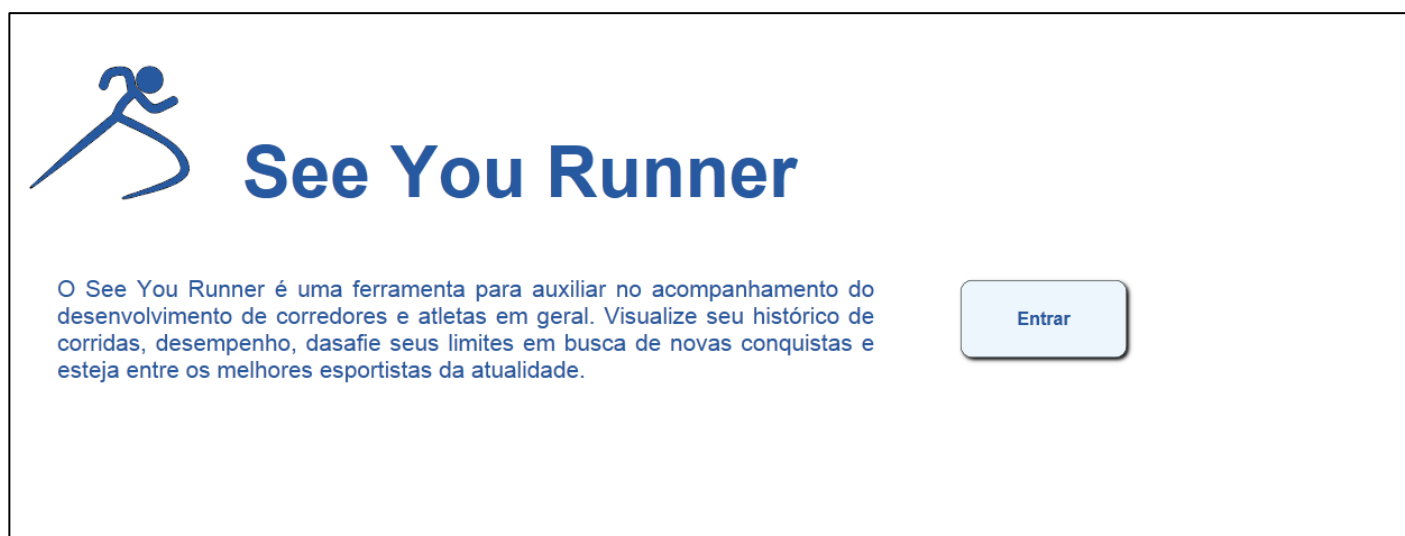 See You Runner
O See You Runner é uma ferramenta para auxiliar no acompanhamento do
desenvolvimento de corredores e atletas em geral. Visualize seu histórico de
corridas, desempenho, dasafie seus limites em busca de novas conquistas e
esteja entre os melhores esportistas da atualidade.
Entrar